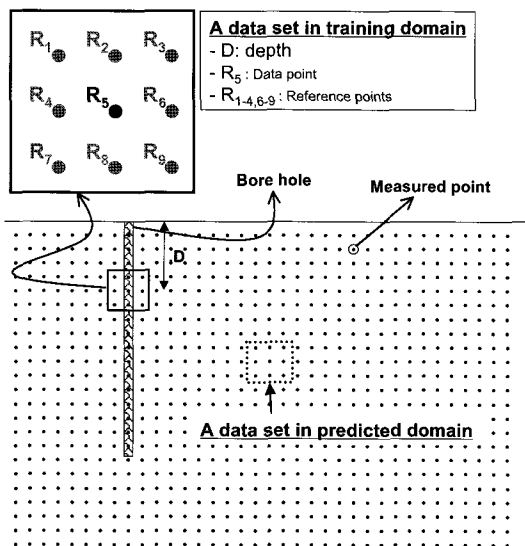 A data set in training domain
- D: depth
- R5 : Data point
- R1-4,6-9 : Reference points
R1 R2 R3
R4 R5 R6
R7 R8 R9
Bore hole
Measured point
D
A data set in predicted domain